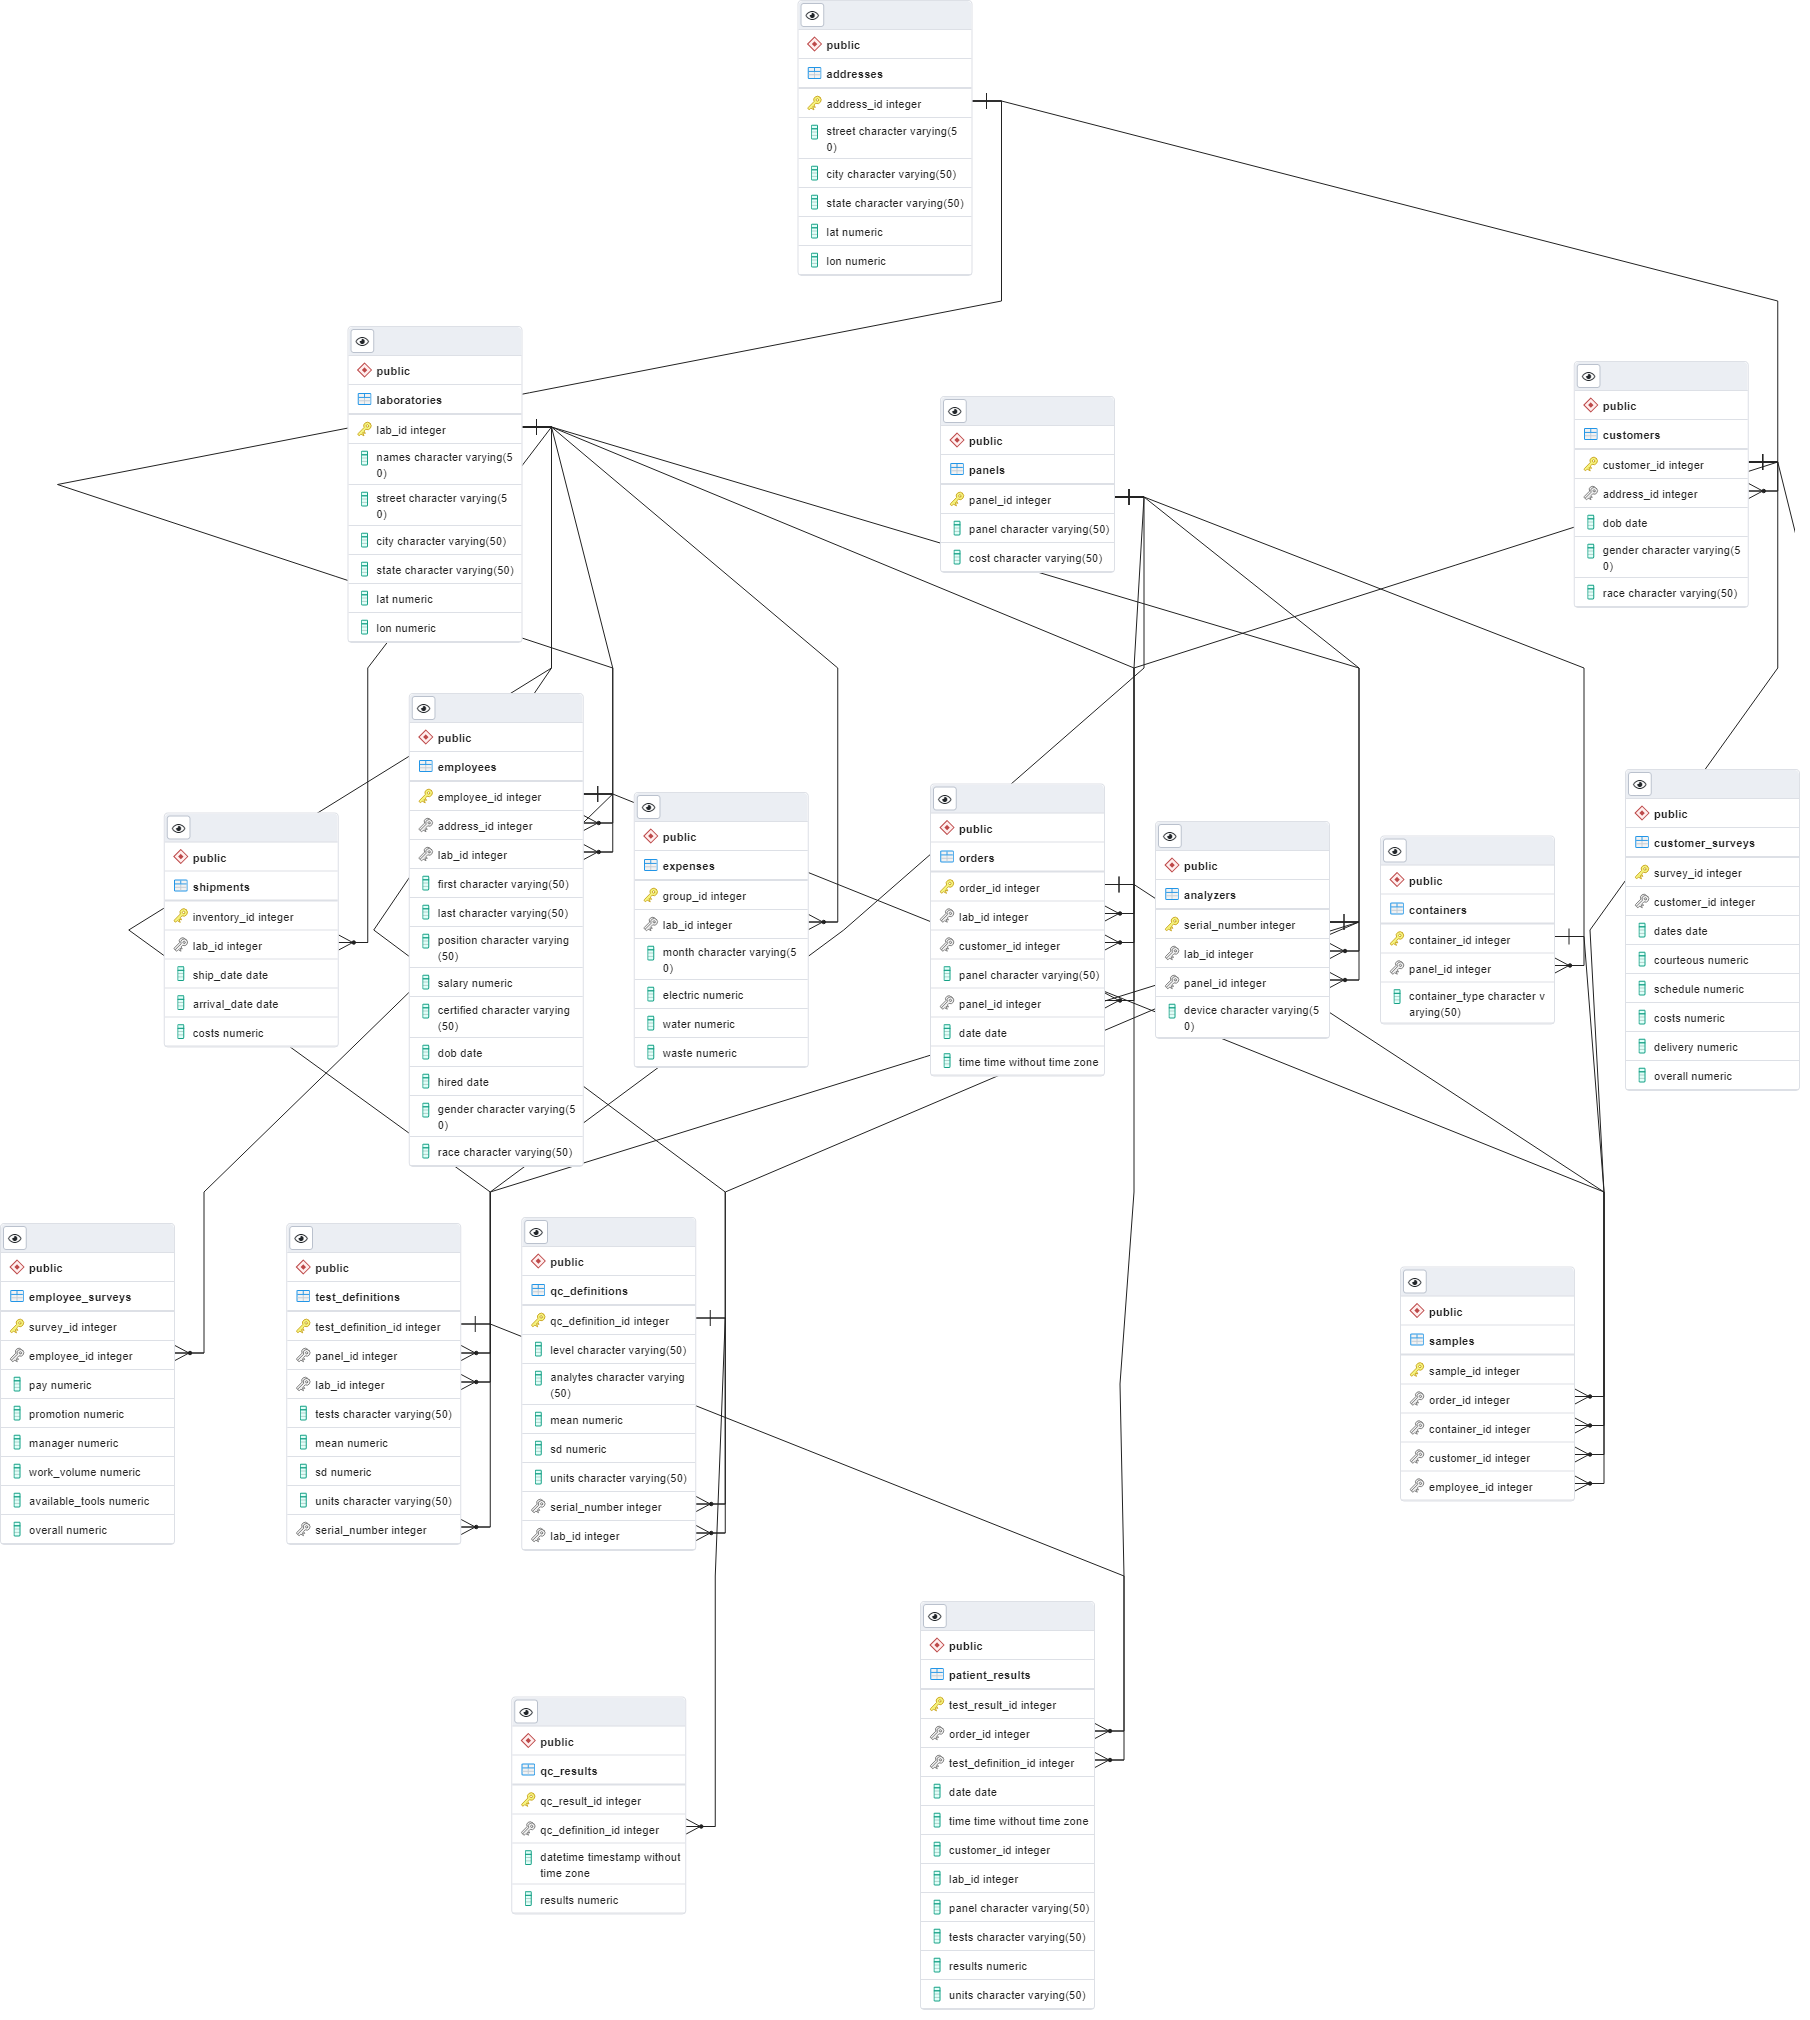 public
addresses
address_id integer
street character varying(5
0)
city character varying(50)
state character varying(50)
lat numeric
lon numeric
public
laboratories
lab_id integer
names character varying(5
0)
street character varying(5
0)
city character varying(50)
state character varying(50)
lat numeric
lon numeric
public
panels
panel_id integer
panel character varying(50)
cost character varying(50)
public
customers
customer_id integer
address_id integer
dob date
gender character varying(5
0)
race character varying(50)
public
shipments
inventory_id integer
lab_id integer
ship_date date
arrival_date date
costs numeric
public
employees
employee_id integer
address_id integer
lab_id integer
first character varying(50)
last character varying(50)
position character varying
(50)
salary numeric
certified character varying
(50)
dob date
hired date
gender character varying(5
0)
race character varying(50)
public
expenses
group_id integer
lab_id integer
month character varying(5
0)
electric numeric
water numeric
waste numeric
public
orders
order_id integer
lab_id integer
customer_id integer
panel character varying(50)
panel_id integer
date date
time time without time zone
public
analyzers
serial_number integer
lab_id integer
panel_id integer
device character varying(5
0)
public
containers
container_id integer
panel_id integer
container_type character v
arying(50)
public
customer_surveys
survey_id integer
customer_id integer
dates date
courteous numeric
schedule numeric
costs numeric
delivery numeric
overall numeric
public
employee_surveys
survey_id integer
employee_id integer
pay numeric
promotion numeric
manager numeric
work_volume numeric
available_tools numeric
overall numeric
public
test_definitions
test_definition_id integer
panel_id integer
lab_id integer
tests character varying(50)
mean numeric
sd numeric
units character varying(50)
serial_number integer
public
qc_definitions
qc_definition_id integer
level character varying(50)
analytes character varying
(50)
mean numeric
sd numeric
units character varying(50)
serial_number integer
lab_id integer
public
samples
sample_id integer
order_id integer
container_id integer
customer_id integer
employee_id integer
public
qc_results
qc_result_id integer
qc_definition_id integer
datetime timestamp without
time zone
results numeric
public
patient_results
test_result_id integer
order_id integer
test_definition_id integer
date date
time time without time zone
customer_id integer
lab_id integer
panel character varying(50)
tests character varying(50)
results numeric
units character varying(50)